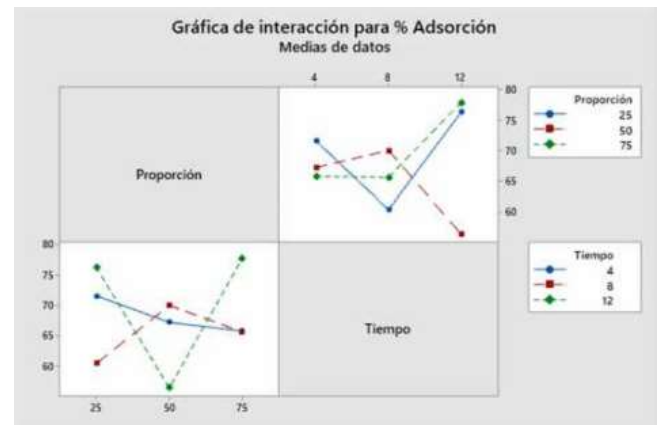 Gráfica de interacción para % Adsorción
Medias de datos
4 8 12
Proporción
80
75
70
65
60
Proporción
25
50
75
80
75
70
65
60
Tiempo
Tiempo
4
8
12
25 50 75